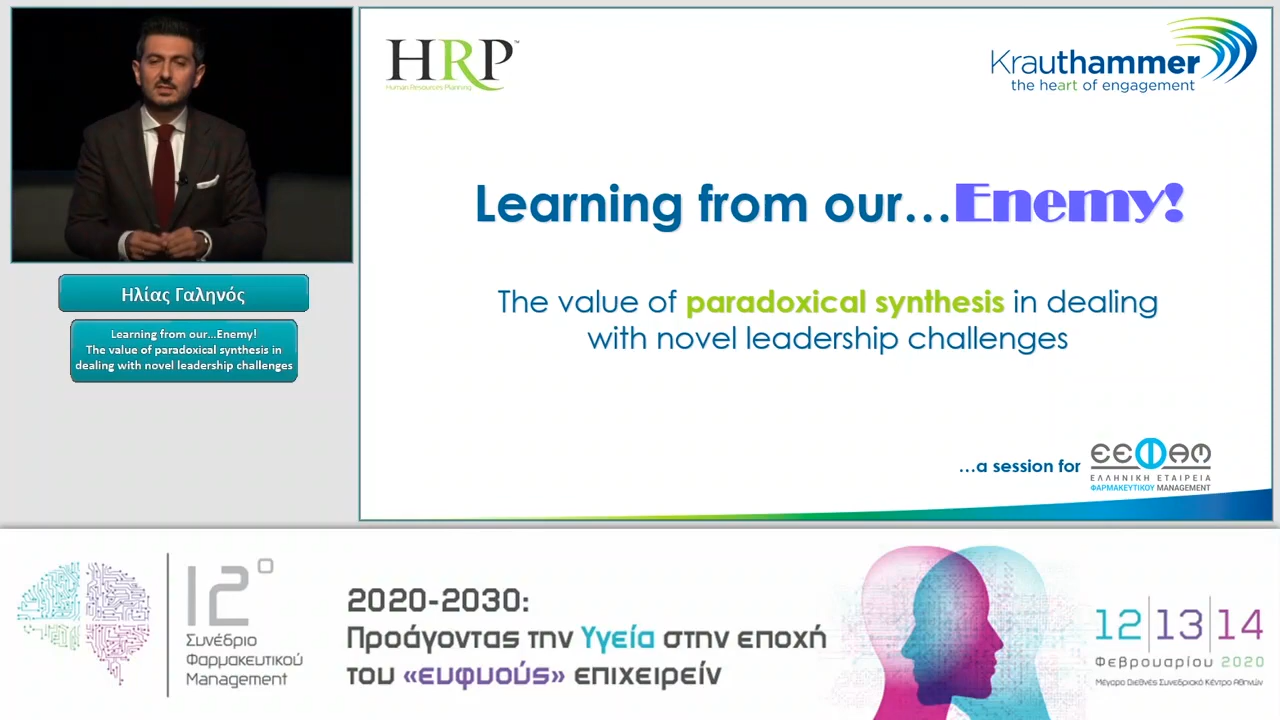 HRP™
Human Resources Planning
Krauthammer
the heart of engagement
Learning from our...Enemy!
The value of paradoxical synthesis in dealing
with novel leadership challenges
...a session for
ΕΕΦΑΜ
ΕΛΛΗΝΙΚΗ ΕΤΑΙΡΕΙΑ
ΦΑΡΜΑΚΕΥΤΙΚΟΥ MANAGEMENT
Ηλίας Γαληνός
Learning from our...Enemy!
The value of paradoxical synthesis in
dealing with novel leadership challenges
12ο
Συνέδριο
Φαρμακευτικού
Management
2020-2030:
Προάγοντας την Υγεία στην εποχή
του «ευφυούς» επιχειρείν
12|13|14
Φεβρουαρίου 2020
Μέγαρο Διεθνές Συνεδριακό Κέντρο Αθηνών